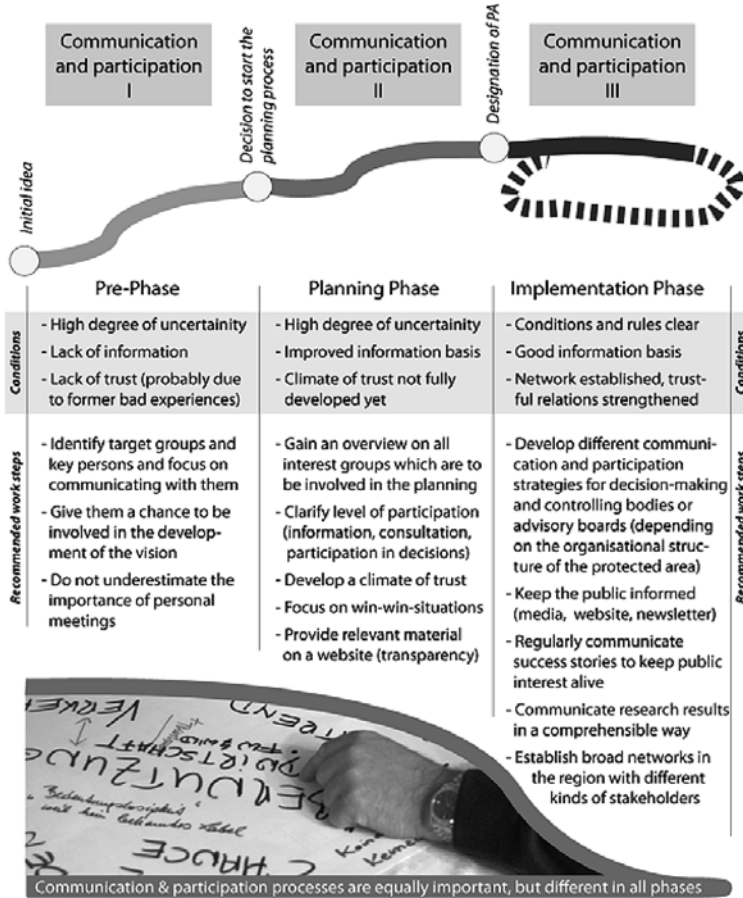 Communication
and participation
I
Communication
and participation
II
Communication
and participation
III
Initial idea
Decision to start the
planning process
Designation of PA
Pre-Phase
Planning Phase
Implementation Phase
Conditions
- High degree of uncertainity
- Lack of information
- Lack of trust (probably due
to former bad experiences)
- High degree of uncertainity
- Improved information basis
- Climate of trust not fully
developed yet
- Conditions and rules clear
- Good information basis
- Network established, trust-
ful relations strengthened
Conditions
Recommended work steps
- Identify target groups and
key persons and focus on
communicating with them
- Give them a chance to be
involved in the develop-
ment of the vision
- Do not underestimate the
importance of personal
meetings
- Gain an overview on all
interest groups which are to
be involved in the planning
- Clarify level of participation
(information, consultation,
participation in decisions)
- Develop a climate of trust
- Focus on win-win-situations
- Provide relevant material
on a website (transparency)
- Develop different communi-
cation and participation
strategies for decision-making
and controlling bodies or
advisory boards (depending
on the organisational struc-
ture of the protected area)
- Keep the public informed
(media, website, newsletter)
- Regularly communicate
success stories to keep public
interest alive
- Communicate research results
in a comprehensible way
- Establish broad networks in
the region with different
kinds of stakeholders
Recommended work steps
VERKE
TREND
CHANCE
Communication & participation processes are equally important, but different in all phases